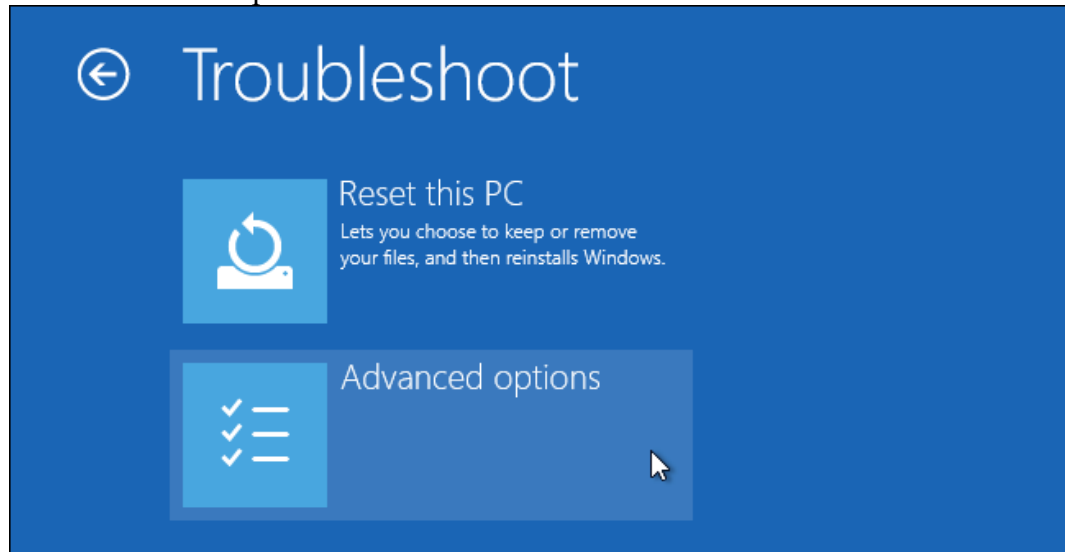 Troubleshoot
Reset this PC
Lets you choose to keep or remove
your files, and then reinstalls Windows.
Advanced options